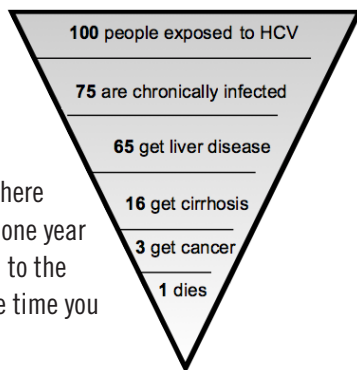 100 people exposed to HCV
75 are chronically infected
65 get liver disease
16 get cirrhosis
3 get cancer
1 dies
here
one year
to the
time you